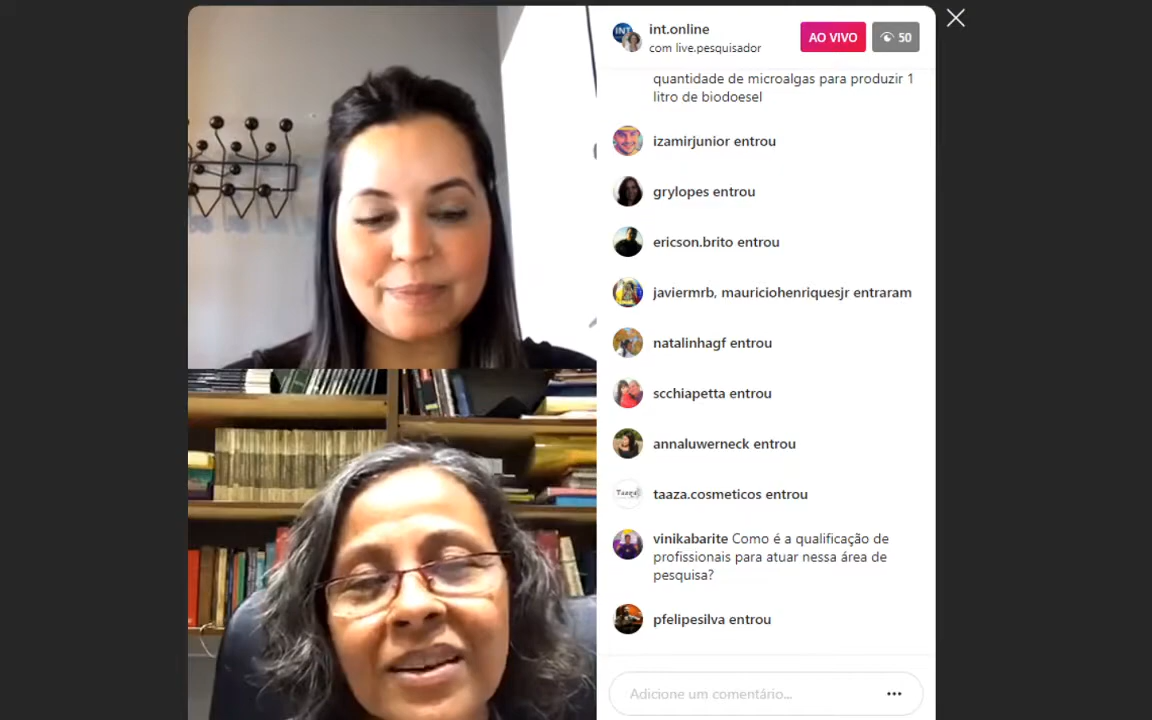 INT
int.online
com live.pesquisador
AO VIVO
50
quantidade de microalgas para produzir 1
litro de biodoesel
izamirjunior entrou
grylopes entrou
ericson.brito entrou
javiermrb, mauriciohenriquesjr entraram
natalinhagf entrou
scchiapetta entrou
annaluwerneck entrou
Taaza
taaza.cosmeticos entrou
vinikabarite Como é a qualificação de
profissionais para atuar nessa área de
pesquisa?
pfelipesilva entrou
Adicione um comentário...